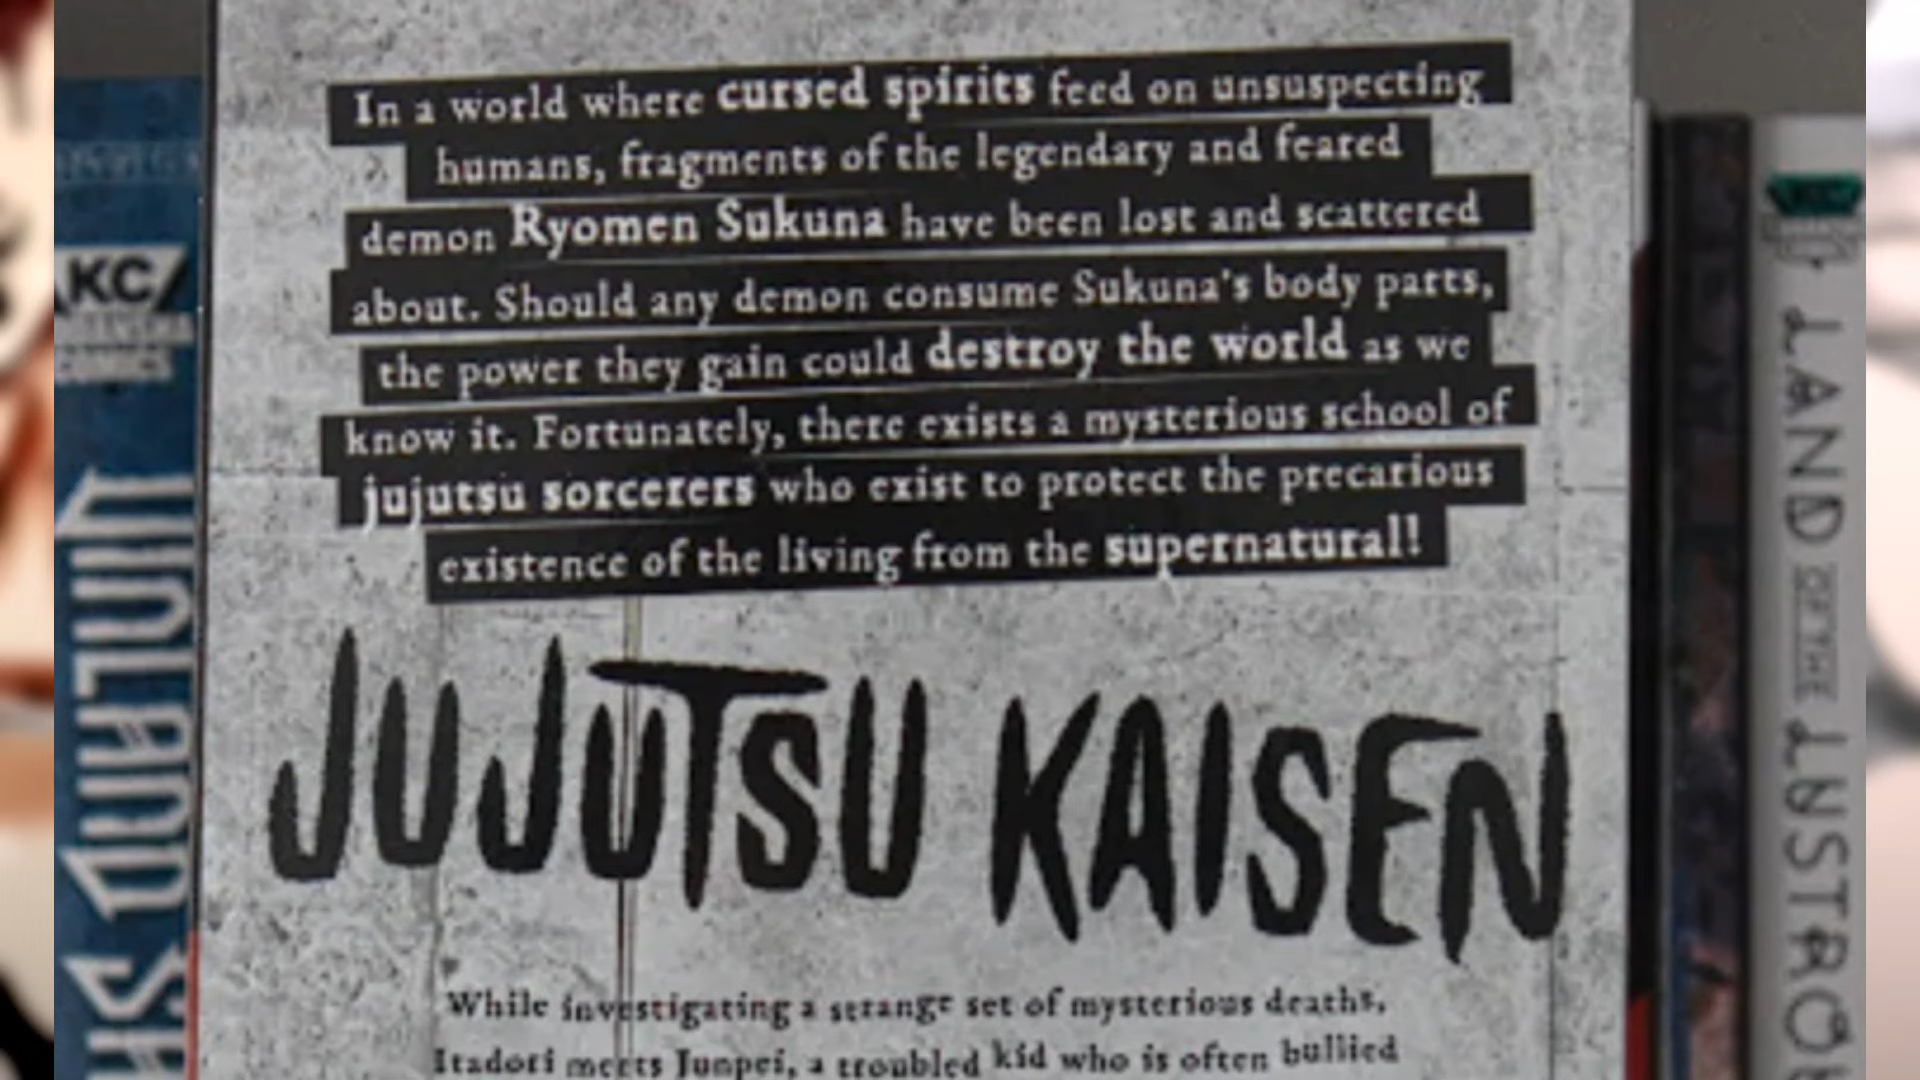 In a world where cursed spirits feed on unsuspecting
humans, fragments of the legendary and feared
demon Ryomen Sukuna have been lost and scattered
about. Should any demon consume Sukuna's body parts,
the power they gain could destroy the world as we
know it. Fortunately, there exists a mysterious school of
jujutsu sorcerers who exist to protect the precarious
existence of the living from the supernatural!
JUJUTSU KAISEN
While investigating a strange set of mysterious deaths,
Itadori meets Junpei, a troubled kid who is often bullied
KC
COMICS
LAND OF THE LUSTRO